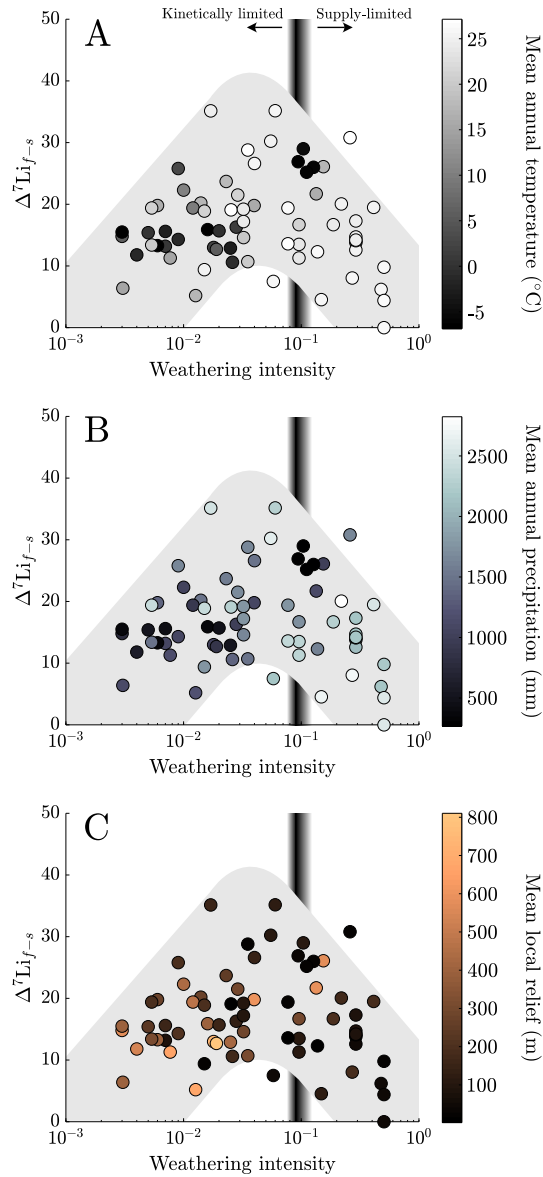 Kinetically limited Supply-limited
A
50
40
30
20
10
0
Δ⁷Li_{f−s}
10⁻³ 10⁻² 10⁻¹ 10⁰
Weathering intensity
25
20
15
10
5
0
-5
Mean annual temperature (°C)
B
50
40
30
20
10
0
Δ⁷Li_{f−s}
10⁻³ 10⁻² 10⁻¹ 10⁰
Weathering intensity
2500
2000
1500
1000
500
Mean annual precipitation (mm)
C
50
40
30
20
10
0
Δ⁷Li_{f−s}
10⁻³ 10⁻² 10⁻¹ 10⁰
Weathering intensity
800
700
600
500
400
300
200
100
Mean local relief (m)